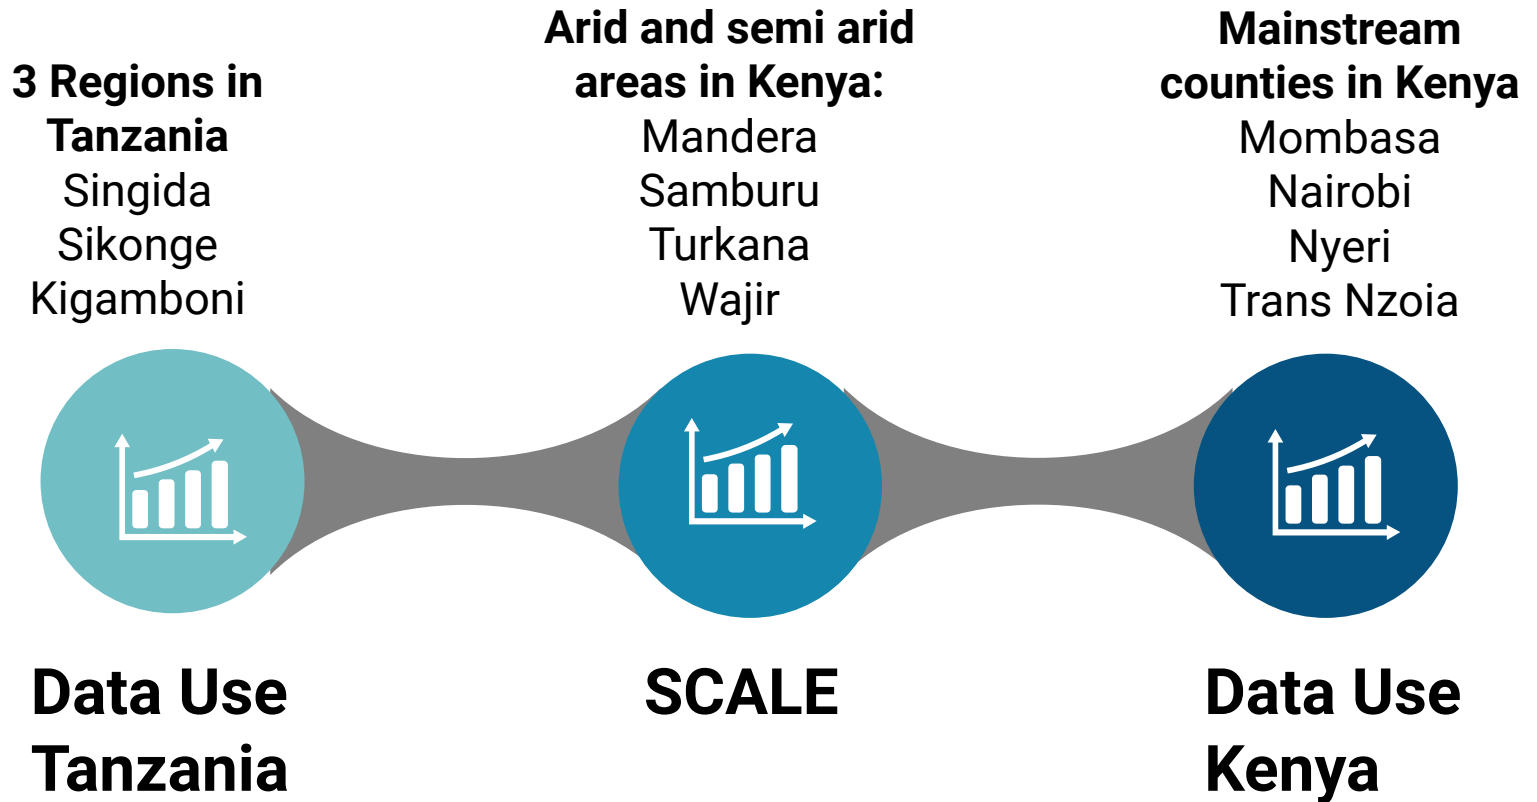 3 Regions in
Tanzania
Singida
Sikonge
Kigamboni
Arid and semi arid
areas in Kenya:
Mandera
Samburu
Turkana
Wajir
Mainstream
counties in Kenya
Mombasa
Nairobi
Nyeri
Trans Nzoia
Data Use
Tanzania
SCALE
Data Use
Kenya